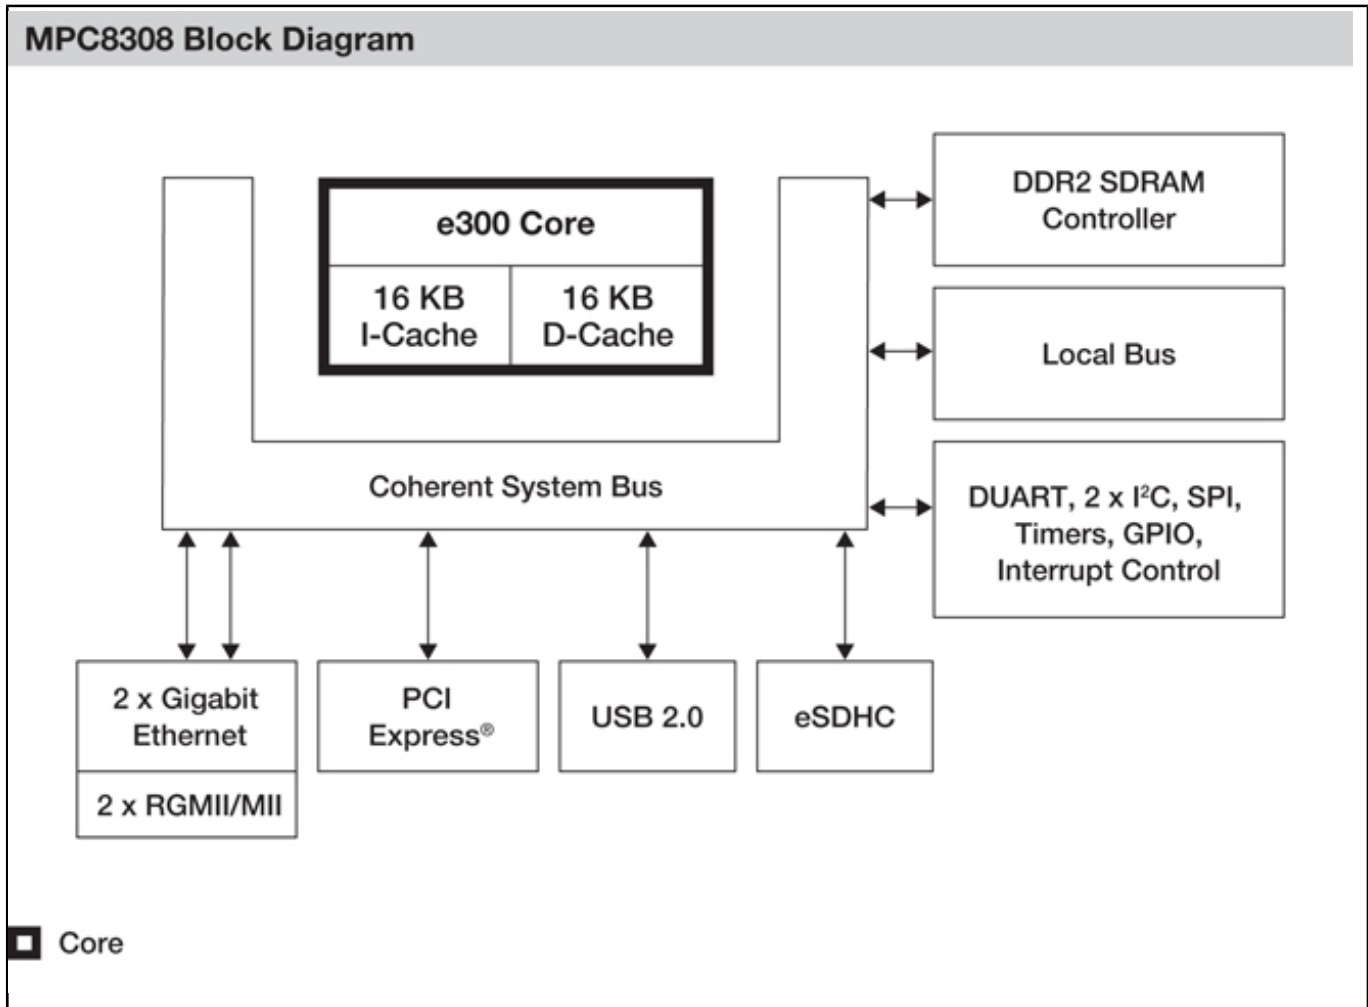 MPC8308 Block Diagram
e300 Core
16 KB
I-Cache
16 KB
D-Cache
Coherent System Bus
DDR2 SDRAM
Controller
Local Bus
DUART, 2 x I²C, SPI,
Timers, GPIO,
Interrupt Control
2 x Gigabit
Ethernet
2 x RGMII/MII
PCI
Express®
USB 2.0
eSDHC
Core